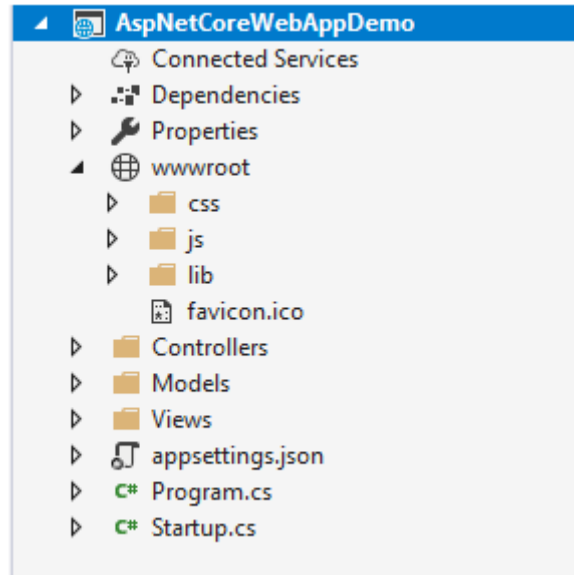 AspNetCoreWebAppDemo
Connected Services
Dependencies
Properties
wwwroot
css
js
lib
favicon.ico
Controllers
Models
Views
appsettings.json
C# Program.cs
C# Startup.cs